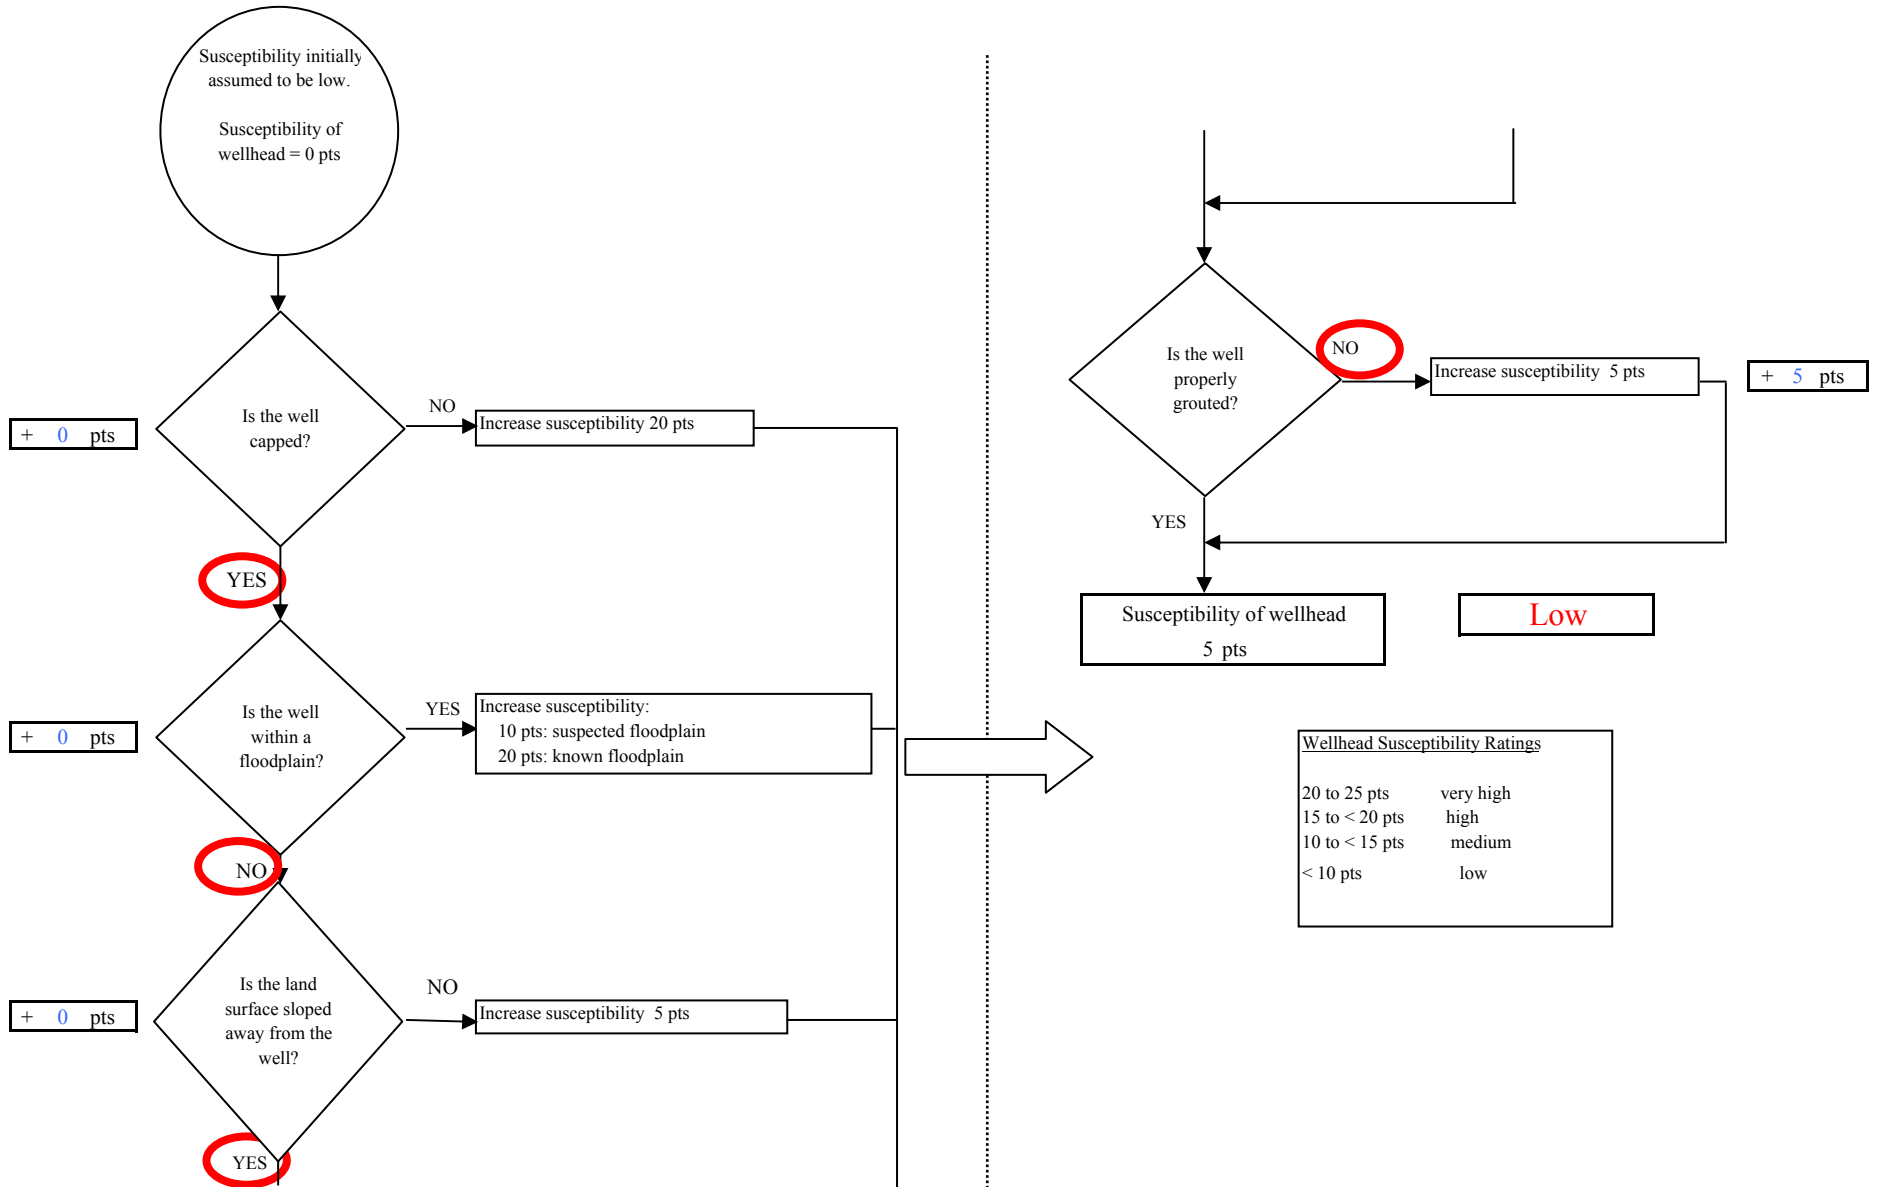 Susceptibility initially
assumed to be low.
Susceptibility of
wellhead = 0 pts
Is the well
capped?
NO
Increase susceptibility 20 pts
+ 0 pts
YES
Is the well
within a
floodplain?
YES
Increase susceptibility:
10 pts: suspected floodplain
20 pts: known floodplain
+ 0 pts
NO
Is the land
surface sloped
away from the
well?
NO
Increase susceptibility 5 pts
+ 0 pts
YES
Is the well
properly
grouted?
NO
Increase susceptibility 5 pts
+ 5 pts
YES
Susceptibility of wellhead
5 pts
Low
Wellhead Susceptibility Ratings
20 to 25 pts very high
15 to < 20 pts high
10 to < 15 pts medium
< 10 pts low